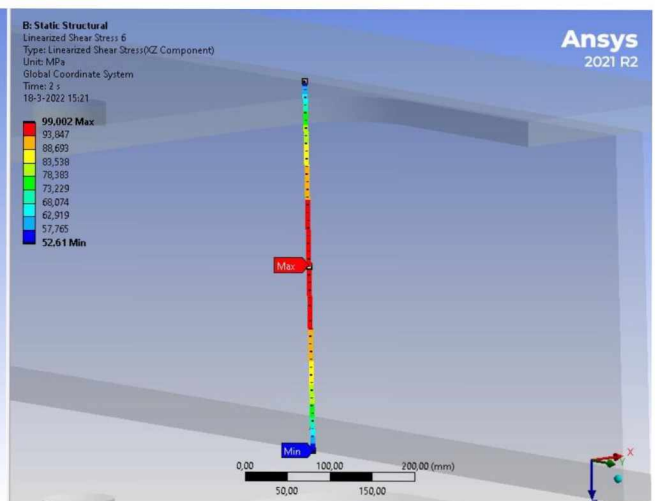 B: Static Structural
Linearized Shear Stress 6
Type: Linearized Shear Stress(XZ Component)
Unit: MPa
Global Coordinate System
Time: 2 s
18-3-2022 15:21
99,002 Max
93,847
88,693
83,538
78,383
73,229
68,074
62,919
57,765
52.61 Min
Ansys
2021 R2
Max
Min
0,00 100,00 200,00 (mm)
50,00 150,00
X
Y